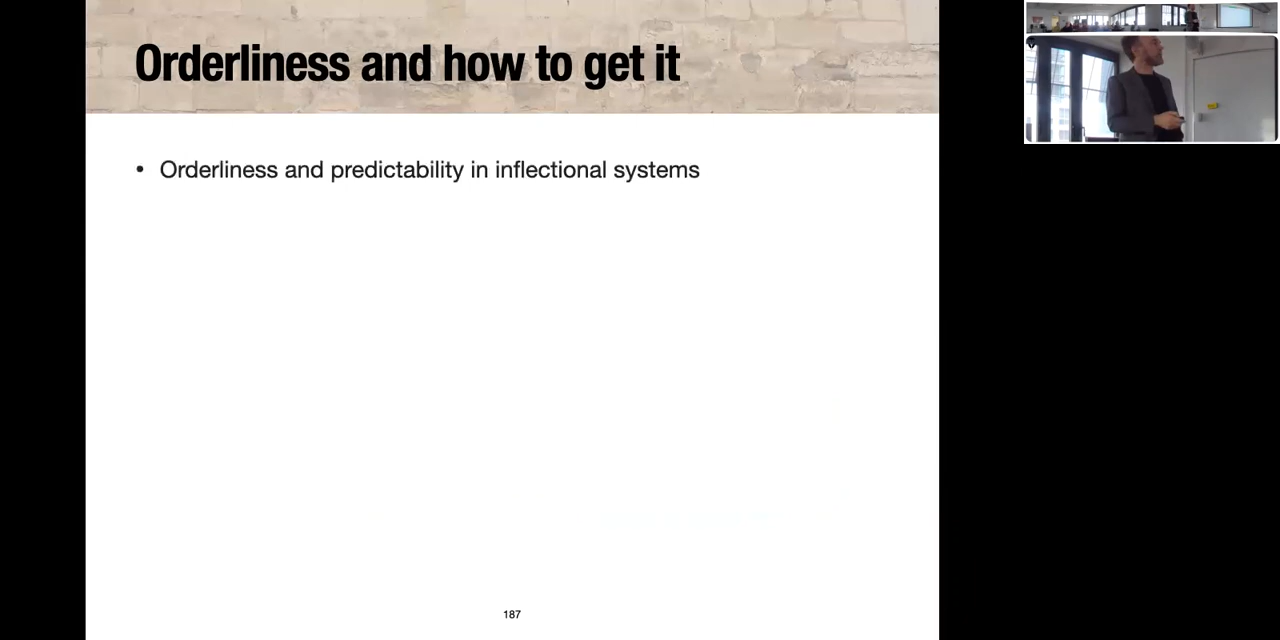 Orderliness and how to get it
• Orderliness and predictability in inflectional systems
187